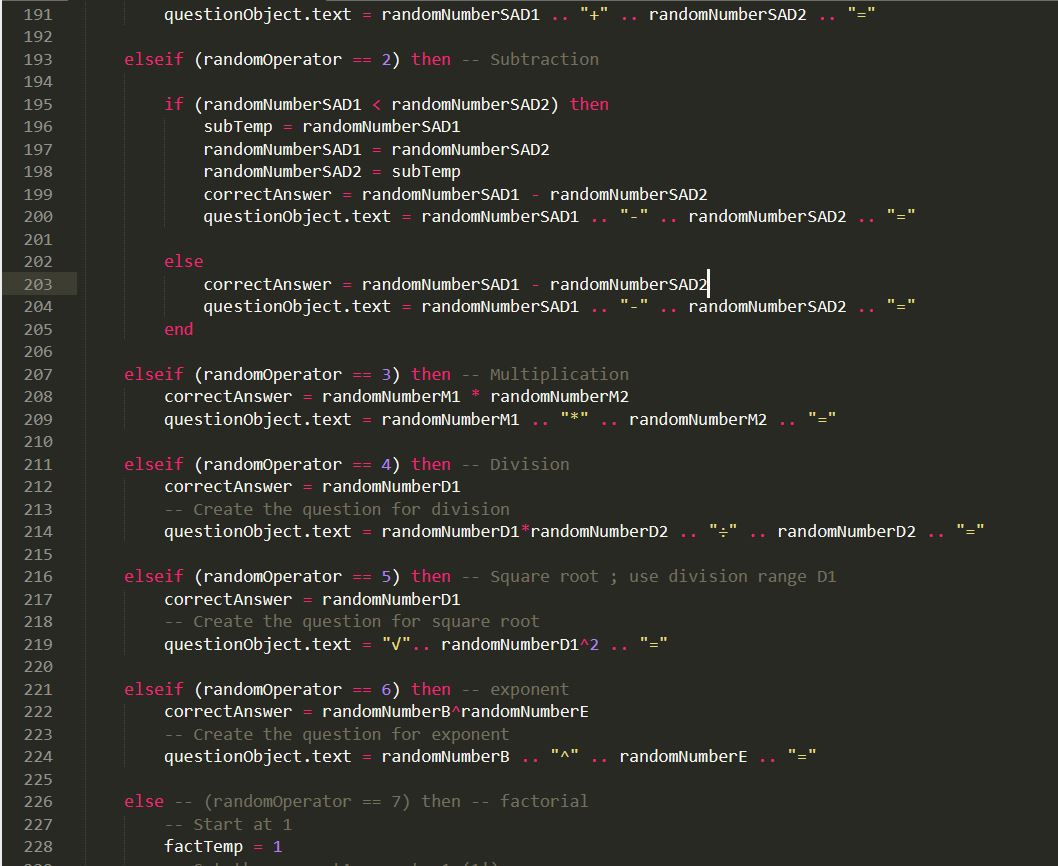 191 questionObject.text = randomNumberSAD1 .. "+" .. randomNumberSAD2 .. "="
192
193 elseif (randomOperator == 2) then -- Subtraction
194
195 if (randomNumberSAD1 < randomNumberSAD2) then
196 subTemp = randomNumberSAD1
197 randomNumberSAD1 = randomNumberSAD2
198 randomNumberSAD2 = subTemp
199 correctAnswer = randomNumberSAD1 - randomNumberSAD2
200 questionObject.text = randomNumberSAD1 .. "-" .. randomNumberSAD2 .. "="
201
202 else
203 correctAnswer = randomNumberSAD1 - randomNumberSAD2
204 questionObject.text = randomNumberSAD1 .. "-" .. randomNumberSAD2 .. "="
205 end
206
207 elseif (randomOperator == 3) then -- Multiplication
208 correctAnswer = randomNumberM1 * randomNumberM2
209 questionObject.text = randomNumberM1 .. "*" .. randomNumberM2 .. "="
210
211 elseif (randomOperator == 4) then -- Division
212 correctAnswer = randomNumberD1
213 -- Create the question for division
214 questionObject.text = randomNumberD1*randomNumberD2 .. "÷" .. randomNumberD2 .. "="
215
216 elseif (randomOperator == 5) then -- Square root ; use division range D1
217 correctAnswer = randomNumberD1
218 -- Create the question for square root
219 questionObject.text = "√".. randomNumberD1^2 .. "="
220
221 elseif (randomOperator == 6) then -- exponent
222 correctAnswer = randomNumberB^randomNumberE
223 -- Create the question for exponent
224 questionObject.text = randomNumberB .. "^" .. randomNumberE .. "="
225
226 else -- (randomOperator == 7) then -- factorial
227 -- Start at 1
228 factTemp = 1